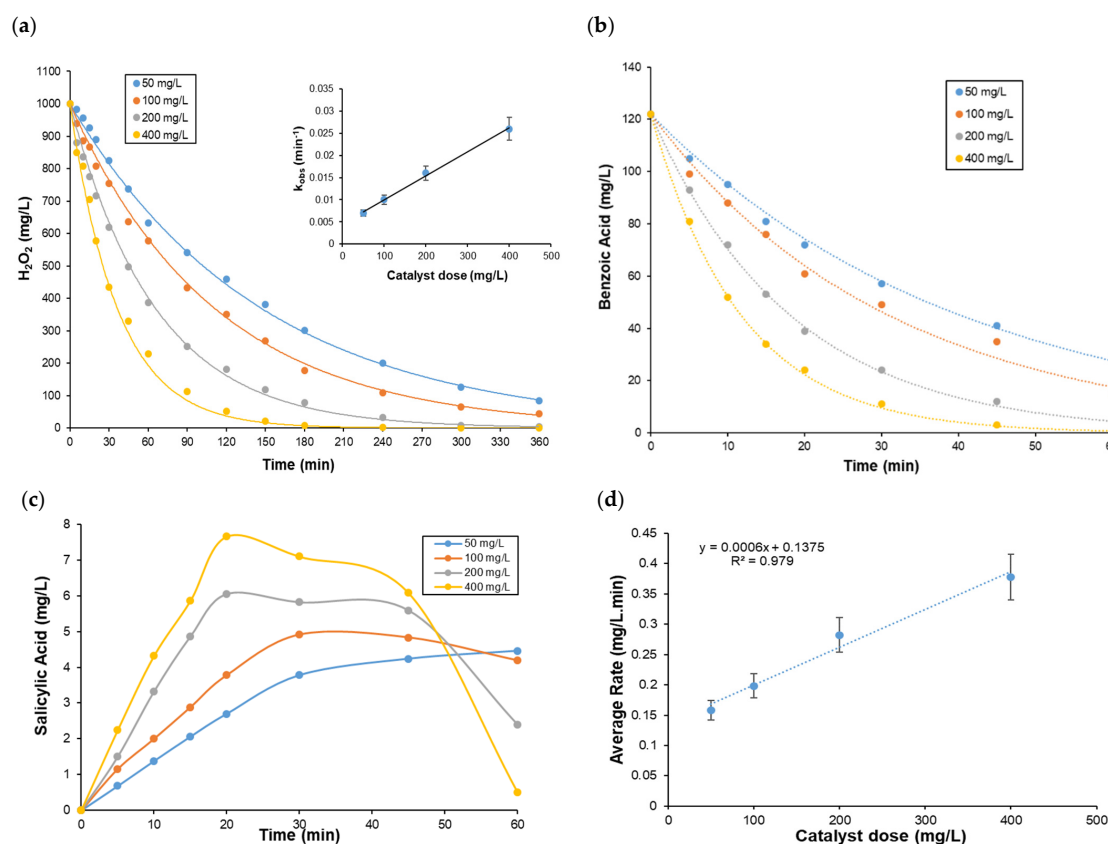 (a)
1100
1000
900
800
700
600
500
400
300
200
100
0
H₂O₂ (mg/L)
0 30 60 90 120 150 180 210 240 270 300 330 360
Time (min)
50 mg/L
100 mg/L
200 mg/L
400 mg/L
0.035
0.03
0.025
0.02
0.015
0.01
0.005
0
kobs (min⁻¹)
0 100 200 300 400 500
Catalyst dose (mg/L)
(b)
140
120
100
80
60
40
20
0
Benzoic Acid (mg/L)
0 10 20 30 40 50
Time (min)
50 mg/L
100 mg/L
200 mg/L
400 mg/L
(c)
8
7
6
5
4
3
2
1
0
Salicylic Acid (mg/L)
0 10 20 30 40 50 60
Time (min)
50 mg/L
100 mg/L
200 mg/L
400 mg/L
(d)
0.45
0.4
0.35
0.3
0.25
0.2
0.15
0.1
0.05
0
Average Rate (mg/L.min)
y = 0.0006x + 0.1375
R² = 0.979
0 100 200 300 400 500
Catalyst dose (mg/L)